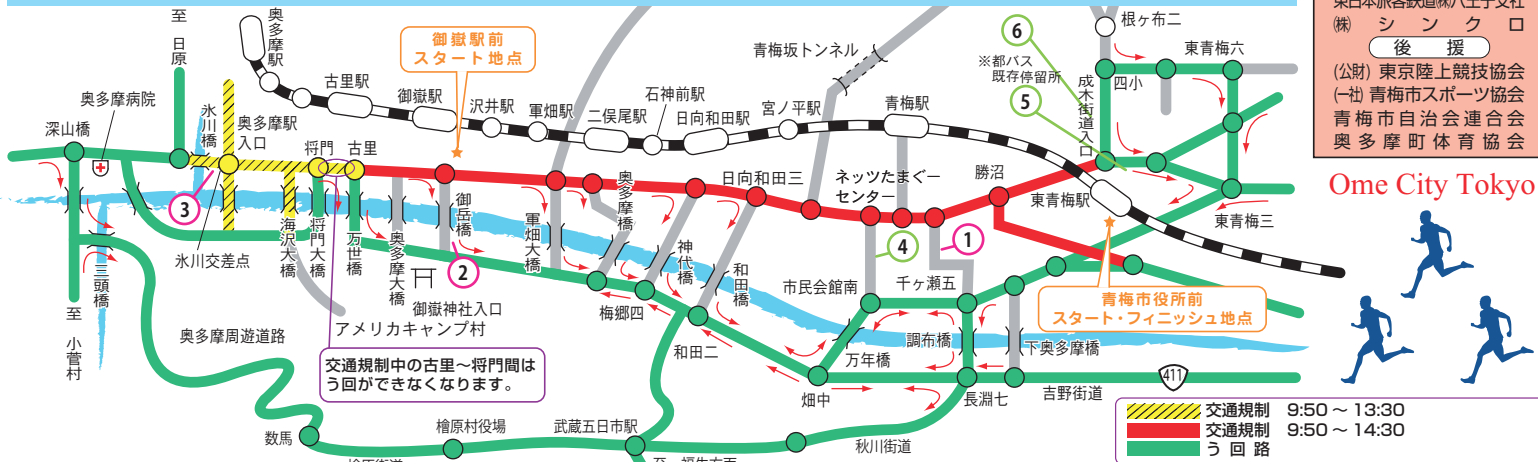 東日本旅客鉄道㈱八王子支社
㈱シンクロ
後援
(公財)東京陸上競技協会
(一社)青梅市スポーツ協会
青梅市自治会連合会
奥多摩町体育協会
Ome City Tokyo
至 日原
奥多摩駅
御嶽駅前
スタート地点
青梅坂トンネル
根ヶ布二
6
東青梅六
※都バス
既存停留所
5
成木街道入口
四小
奥多摩病院
深山橋
氷川橋
奥多摩駅
入口
古里駅
御嶽駅
沢井駅
軍畑駅
二俣尾駅
石神前駅
日向和田駅
宮ノ平駅
青梅駅
将門
古里
奥多摩橋
日向和田三
ネッツたまぐー
センター
勝沼
東青梅駅
東青梅三
3
海沢大橋
将門大橋
万世橋
奥多摩大橋
御岳橋
2
軍畑大橋
神代橋
和田橋
4
1
氷川交差点
三頭橋
御嶽神社入口
アメリカキャンプ村
梅郷四
市民会館南
千ヶ瀬五
青梅市役所前
スタート・フィニッシュ地点
至 小菅村
奥多摩周遊道路
交通規制中の古里～将門間は
う回ができなくなります。
和田二
万年橋
調布橋
下奥多摩橋
畑中
長淵七
吉野街道
411
数馬
檜原村役場
武蔵五日市駅
秋川街道
交通規制 9:50～13:30
交通規制 9:50～14:30
う回路